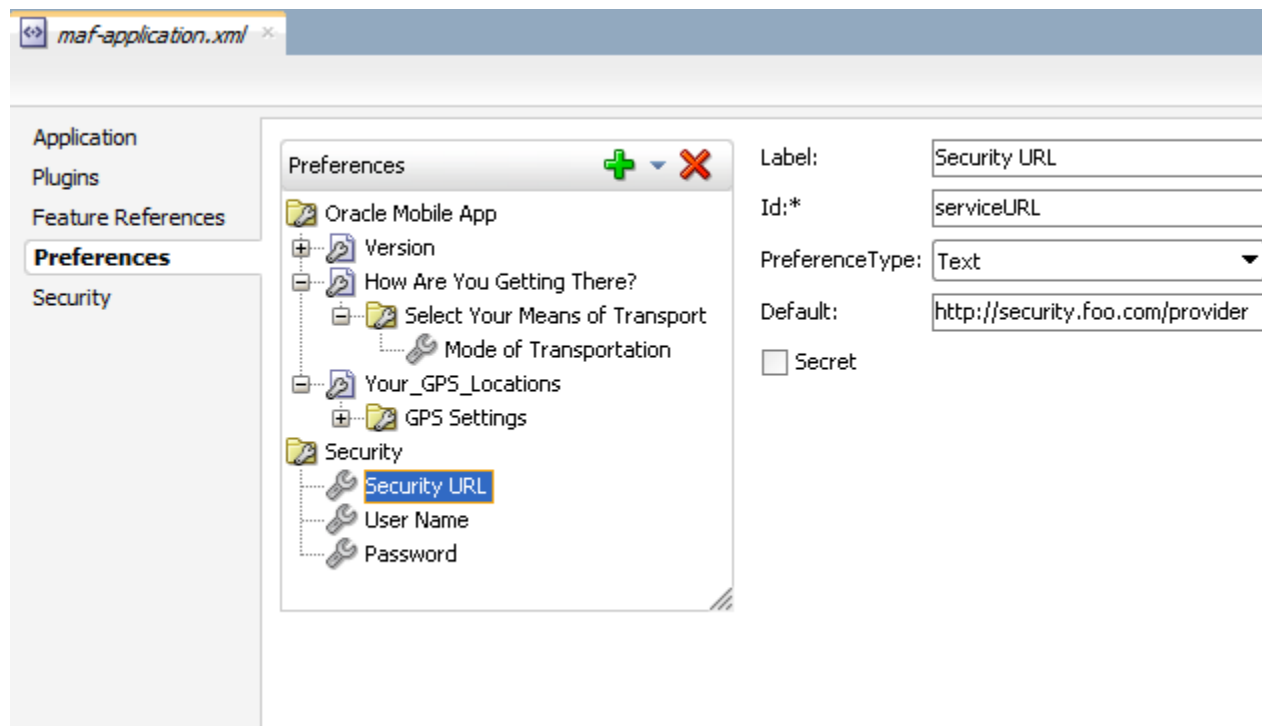 maf-application.xml
Application
Plugins
Feature References
Preferences
Security
Preferences
Oracle Mobile App
Version
How Are You Getting There?
Select Your Means of Transport
Mode of Transportation
Your_GPS_Locations
GPS Settings
Security
Security URL
User Name
Password
Label: Security URL
Id:* serviceURL
PreferenceType: Text
Default: http://security.foo.com/provider
Secret